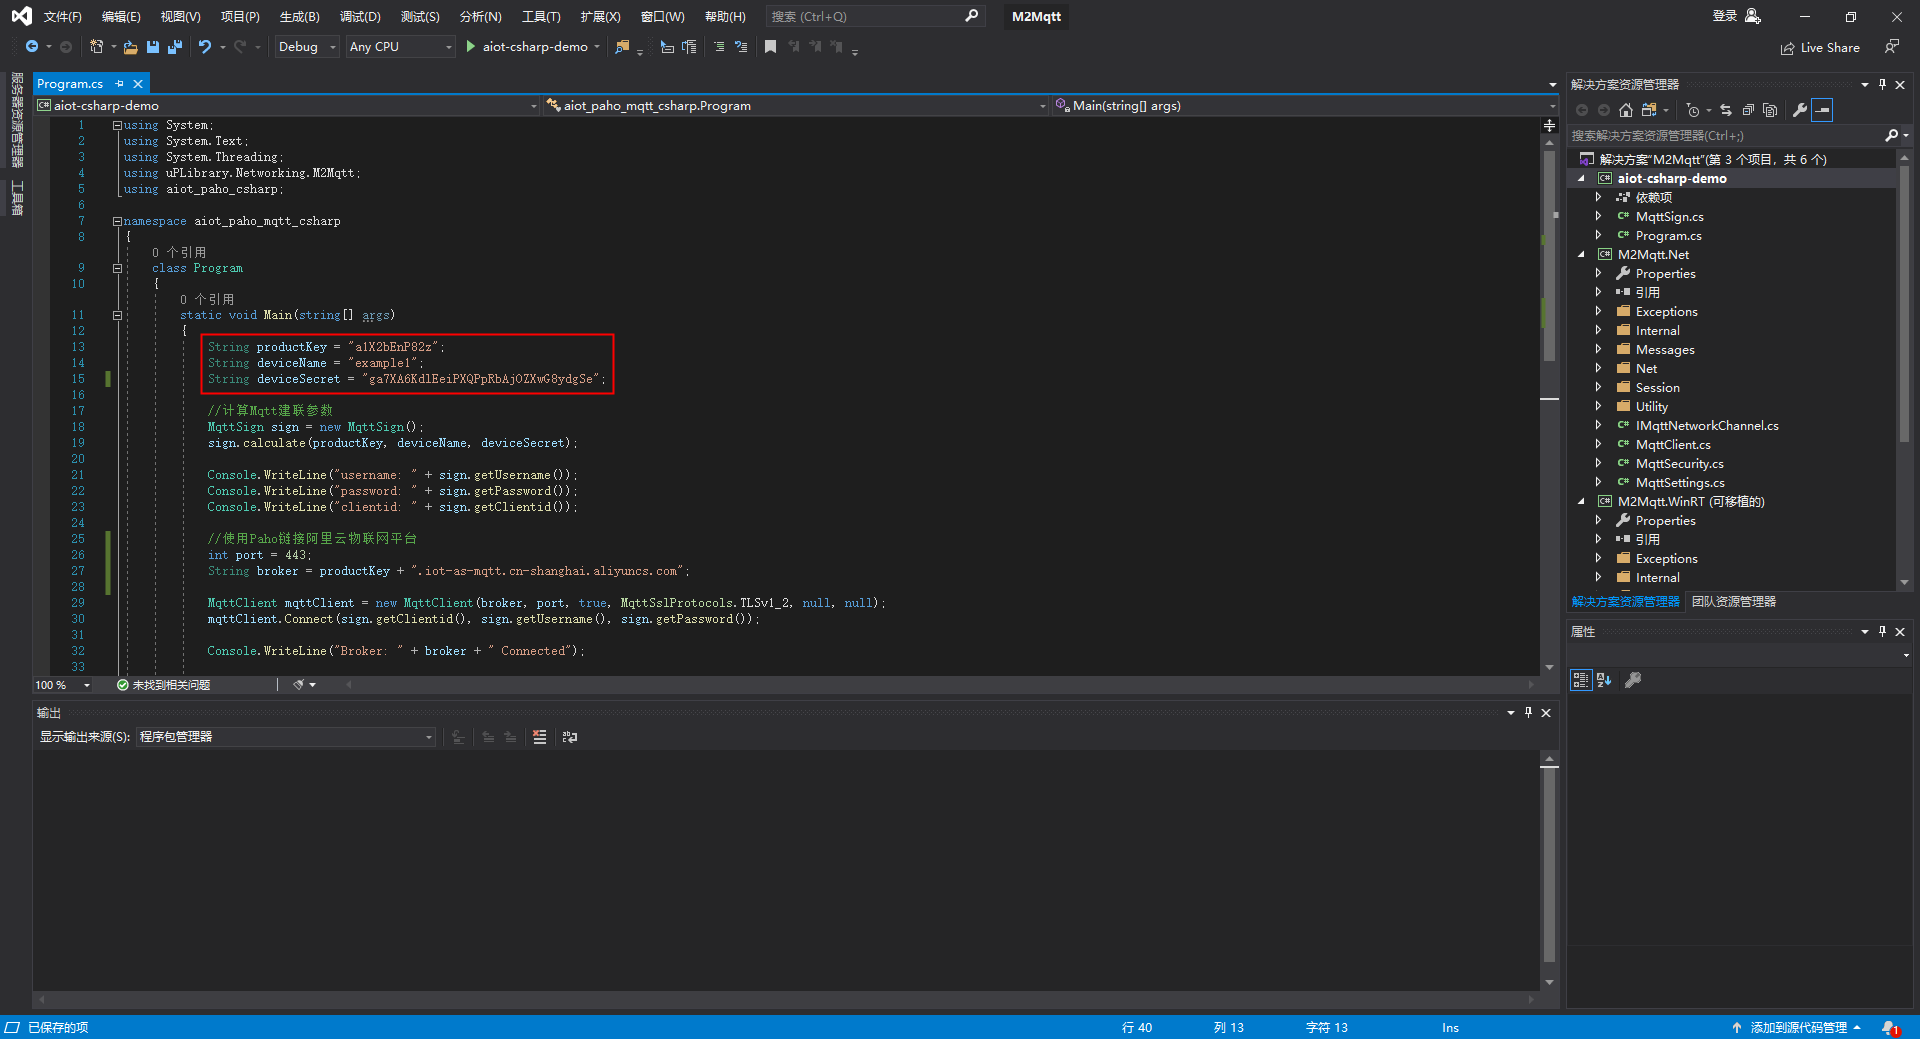 文件(F) 编辑(E) 视图(V) 项目(P) 生成(B) 调试(D) 测试(S) 分析(N) 工具(T) 扩展(X) 窗口(W) 帮助(H) 搜索 (Ctrl+Q) M2Mqtt 登录
Debug Any CPU aiot-csharp-demo Live Share
服务器资源管理器
工具箱
Program.cs
aiot-csharp-demo aiot_paho_mqtt_csharp.Program Main(string[] args)
1 using System;
2 using System.Text;
3 using System.Threading;
4 using uPLibrary.Networking.M2Mqtt;
5 using aiot_paho_csharp;
6
7 namespace aiot_paho_mqtt_csharp
8 {
0 个引用
9 class Program
10 {
0 个引用
11 static void Main(string[] args)
12 {
13 String productKey = "a1X2bEnP82z";
14 String deviceName = "example1";
15 String deviceSecret = "ga7XA6KdlEeiPXQPpRbAjOZXwG8ydgSe";
16
17 //计算Mqtt建联参数
18 MqttSign sign = new MqttSign();
19 sign.calculate(productKey, deviceName, deviceSecret);
20
21 Console.WriteLine("username: " + sign.getUsername());
22 Console.WriteLine("password: " + sign.getPassword());
23 Console.WriteLine("clientid: " + sign.getClientid());
24
25 //使用Paho链接阿里云物联网平台
26 int port = 443;
27 String broker = productKey + ".iot-as-mqtt.cn-shanghai.aliyuncs.com";
28
29 MqttClient mqttClient = new MqttClient(broker, port, true, MqttSslProtocols.TLSv1_2, null, null);
30 mqttClient.Connect(sign.getClientid(), sign.getUsername(), sign.getPassword());
31
32 Console.WriteLine("Broker: " + broker + " Connected");
33
100 % 未找到相关问题
输出
显示输出来源(S): 程序包管理器
解决方案资源管理器
搜索解决方案资源管理器(Ctrl+;)
解决方案"M2Mqtt"(第 3 个项目，共 6 个)
aiot-csharp-demo
依赖项
C# MqttSign.cs
C# Program.cs
M2Mqtt.Net
Properties
引用
Exceptions
Internal
Messages
Net
Session
Utility
C# IMqttNetworkChannel.cs
C# MqttClient.cs
C# MqttSecurity.cs
C# MqttSettings.cs
M2Mqtt.WinRT (可移植的)
Properties
引用
Exceptions
Internal
解决方案资源管理器 团队资源管理器
属性
已保存的项 行 40 列 13 字符 13 Ins 添加到源代码管理 1